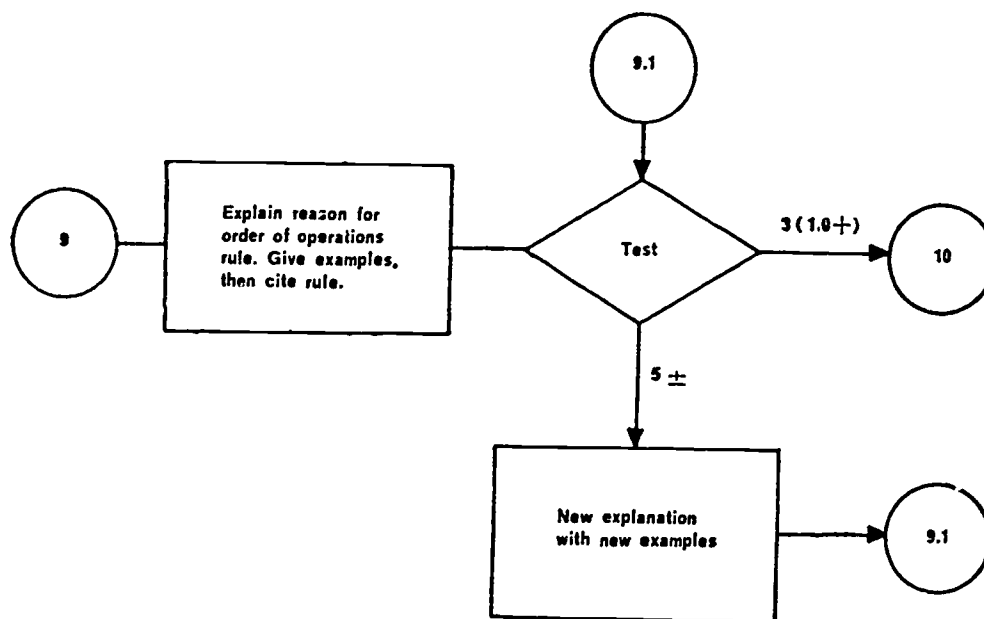 9.1
9
Explain reason for
order of operations
rule. Give examples,
then cite rule.
Test
3(1.0+)
10
5 ±
New explanation
with new examples
9.1